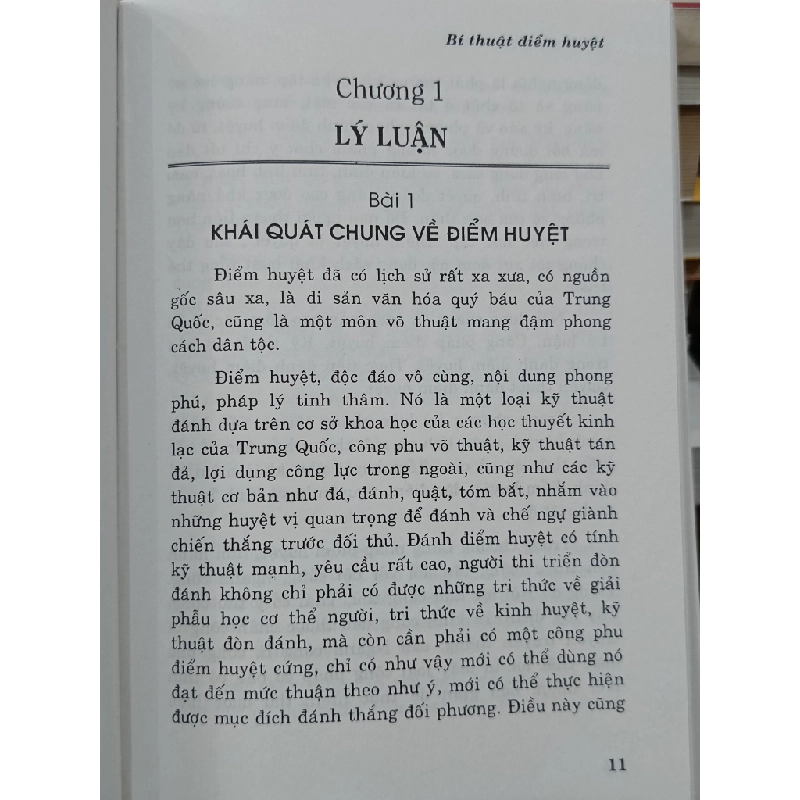 Bí thuật điểm huyệt
Chương 1
LÝ LUẬN
Bài 1
KHÁI QUÁT CHUNG VỀ ĐIỂM HUYỆT
Điểm huyệt đã có lịch sử rất xa xưa, có nguồn
gốc sâu xa, là di sản văn hóa quý báu của Trung
Quốc, cũng là một môn võ thuật mang đậm phong
cách dân tộc.
Điểm huyệt, độc đáo vô cùng, nội dung phong
phú, pháp lý tinh thâm. Nó là một loại kỹ thuật
đánh dựa trên cơ sở khoa học của các học thuyết kinh
lạc của Trung Quốc, công phu võ thuật, kỹ thuật tán
đả, lợi dụng công lực trong ngoài, cũng như các kỹ
thuật cơ bản như đá, đánh, quật, tóm bắt, nhằm vào
những huyệt vị quan trọng để đánh và chế ngự giành
chiến thắng trước đối thủ. Đánh điểm huyệt có tính
kỹ thuật mạnh, yêu cầu rất cao, người thi triển đòn
đánh không chỉ phải có được những tri thức về giải
phẫu học cơ thể người, tri thức về kinh huyệt, kỹ
thuật đòn đánh, mà còn cần phải có một công phu
điểm huyệt cứng, chỉ có như vậy mới có thể dùng nó
đạt đến mức thuận theo như ý, mới có thể thực hiện
được mục đích đánh thắng đối phương. Điều này cũng
11